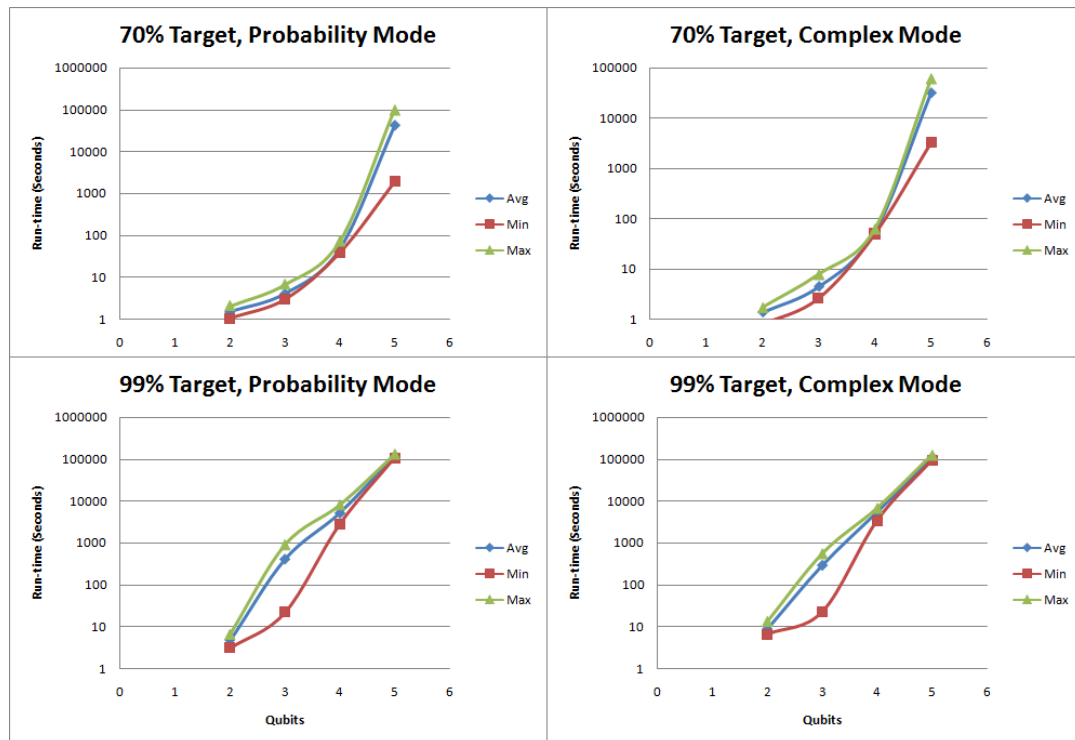 70% Target, Probability Mode
1000000
100000
10000
1000
100
10
1
0 1 2 3 4 5 6
Run-time (Seconds)
Avg
Min
Max
70% Target, Complex Mode
100000
10000
1000
100
10
1
0 1 2 3 4 5 6
Run-time (Seconds)
Avg
Min
Max
99% Target, Probability Mode
1000000
100000
10000
1000
100
10
1
0 1 2 3 4 5 6
Run-time (Seconds)
Qubits
Avg
Min
Max
99% Target, Complex Mode
1000000
100000
10000
1000
100
10
1
0 1 2 3 4 5 6
Run-time (Seconds)
Qubits
Avg
Min
Max